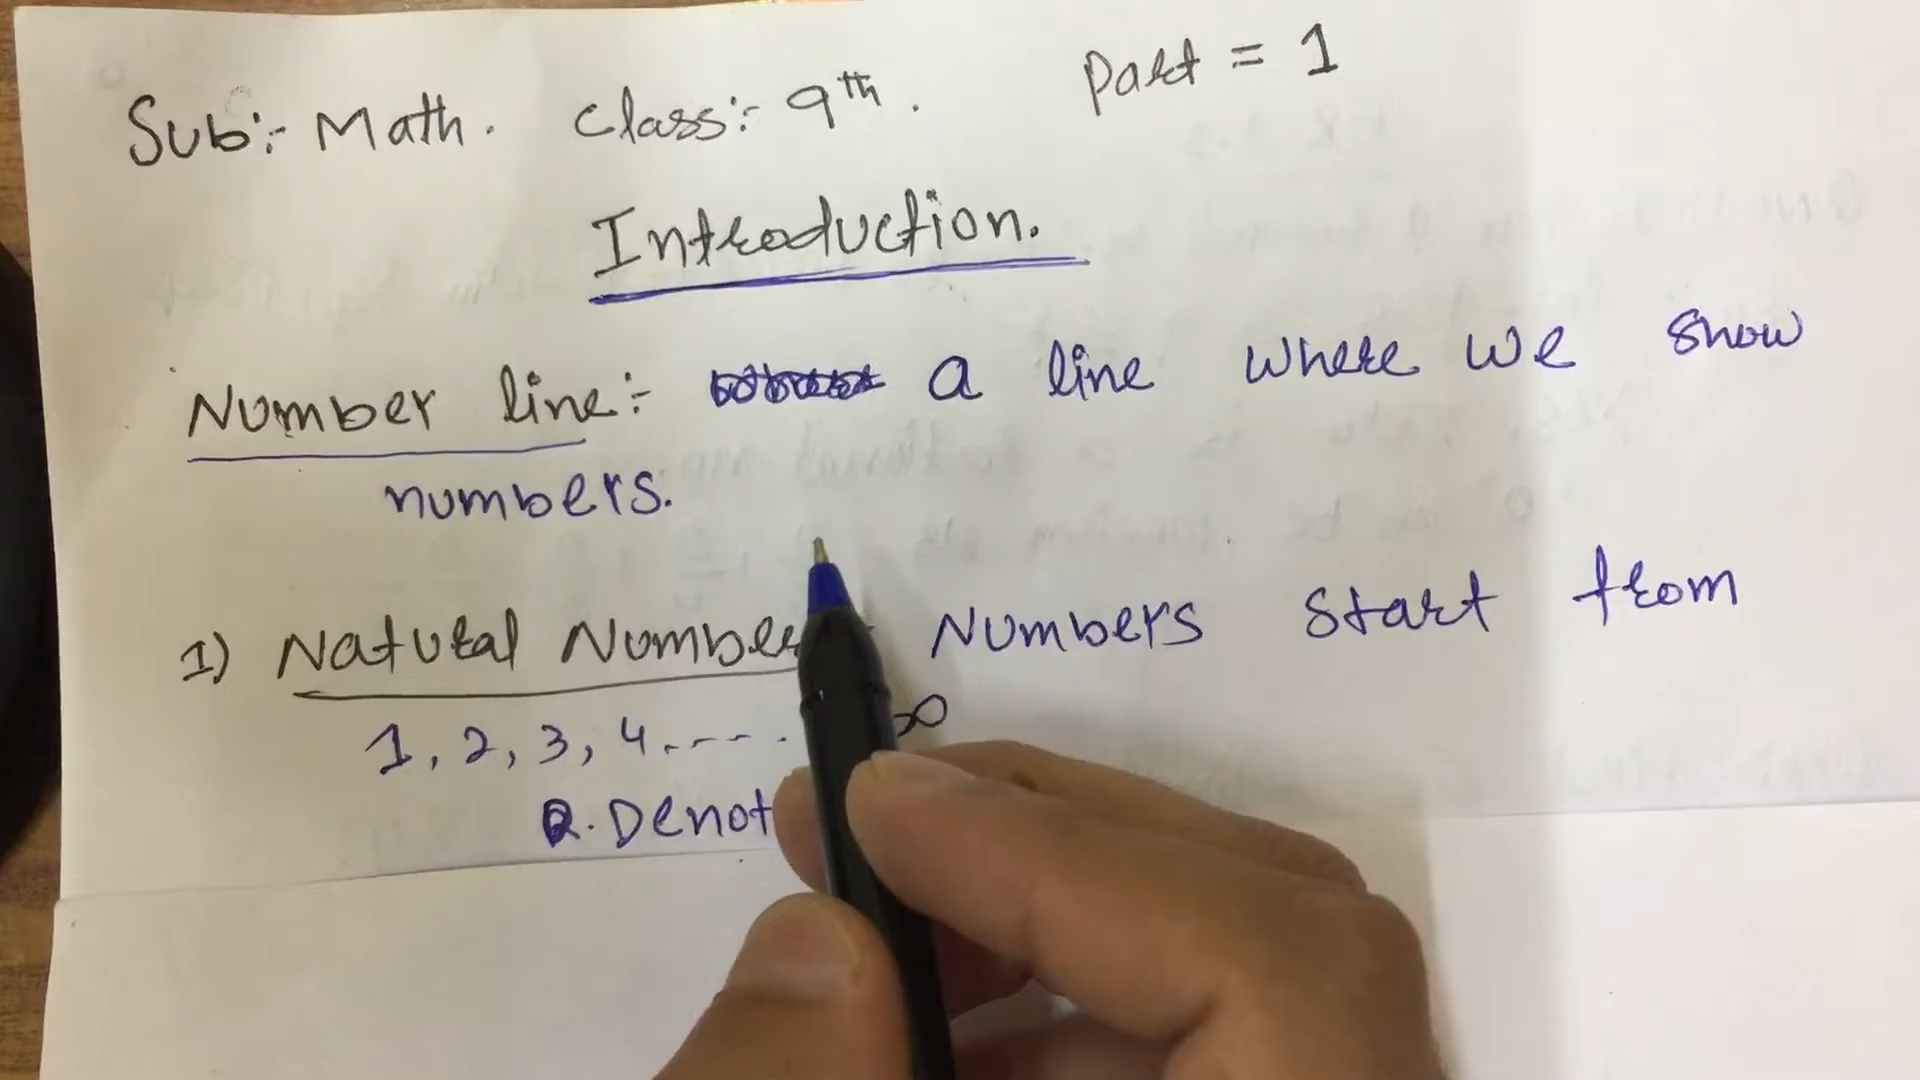 Sub:- Math. Class:- 9th. Part = 1
Introduction.
Number line:- a line where we show
numbers.
1) Natural Number Numbers start from
1, 2, 3, 4,---- ∞
Denot